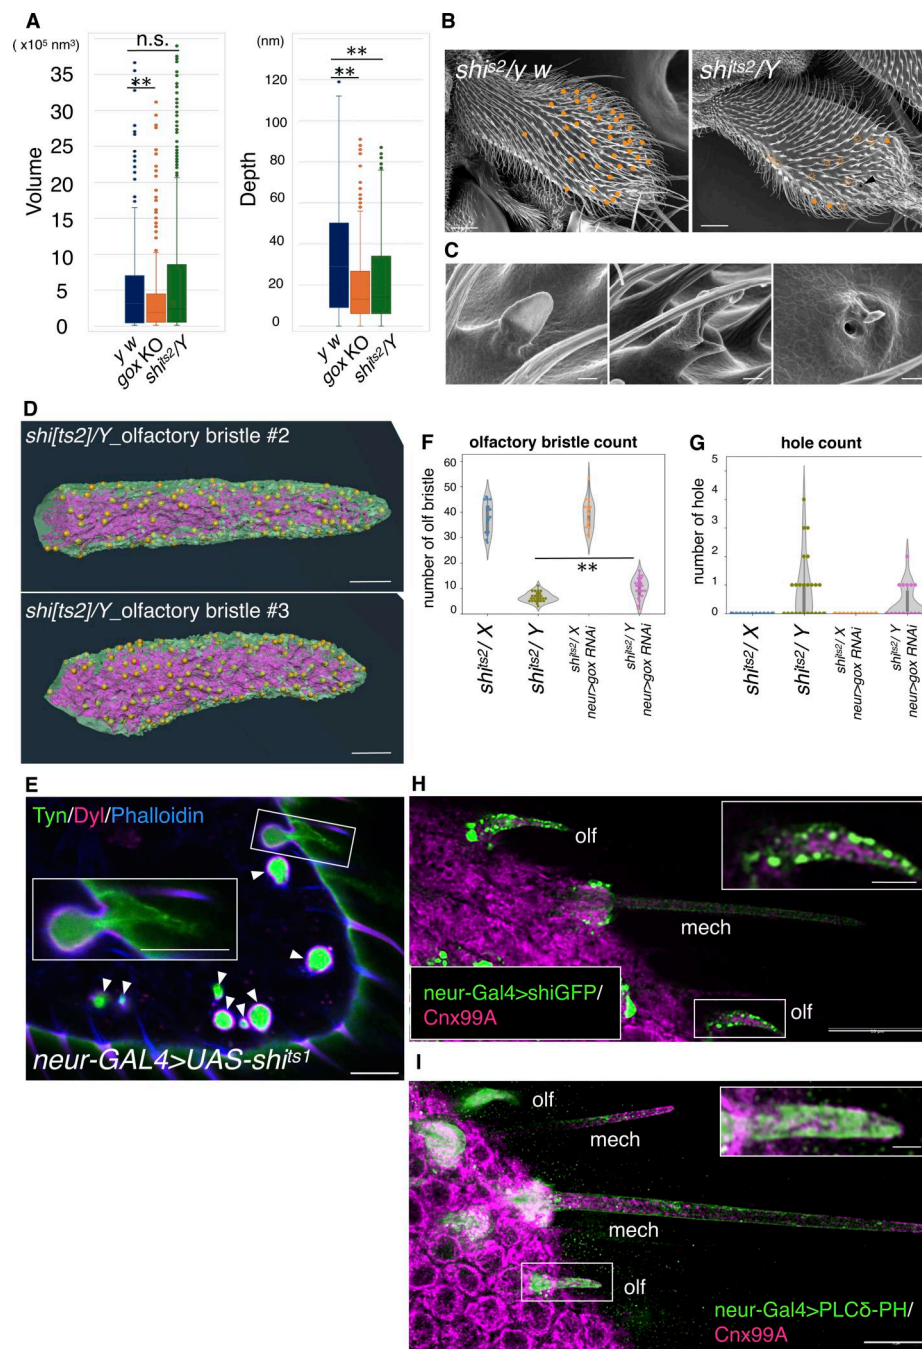 A
( x10⁵ nm³)
n.s.
**
35
30
25
20
15
10
5
0
Volume
y w
gox KO
shi^ts2/Y
(nm)
**
**
120
100
80
60
40
20
0
Depth
y w
gox KO
shi^ts2/Y
B
shi^s2/y w
shi^ts2/Y
C
D
shi[ts2]/Y_olfactory bristle #2
shi[ts2]/Y_olfactory bristle #3
E
Tyn/Dyl/Phalloidin
neur-GAL4>UAS-shi^ts1
F
olfactory bristle count
60
50
40
30
20
10
0
number of olf bristle
**
shi^ts2/ X
shi^ts2/ Y
shi^ts2/ X
neur>gox RNAi
shi^ts2/ Y
neur>gox RNAi
G
hole count
5
4
3
2
1
0
number of hole
shi^ts2/ X
shi^ts2/ Y
shi^ts2/ X
neur>gox RNAi
shi^ts2/ Y
neur>gox RNAi
H
olf
mech
olf
neur-Gal4>shiGFP/
Cnx99A
I
olf
mech
mech
olf
neur-Gal4>PLCδ-PH/
Cnx99A